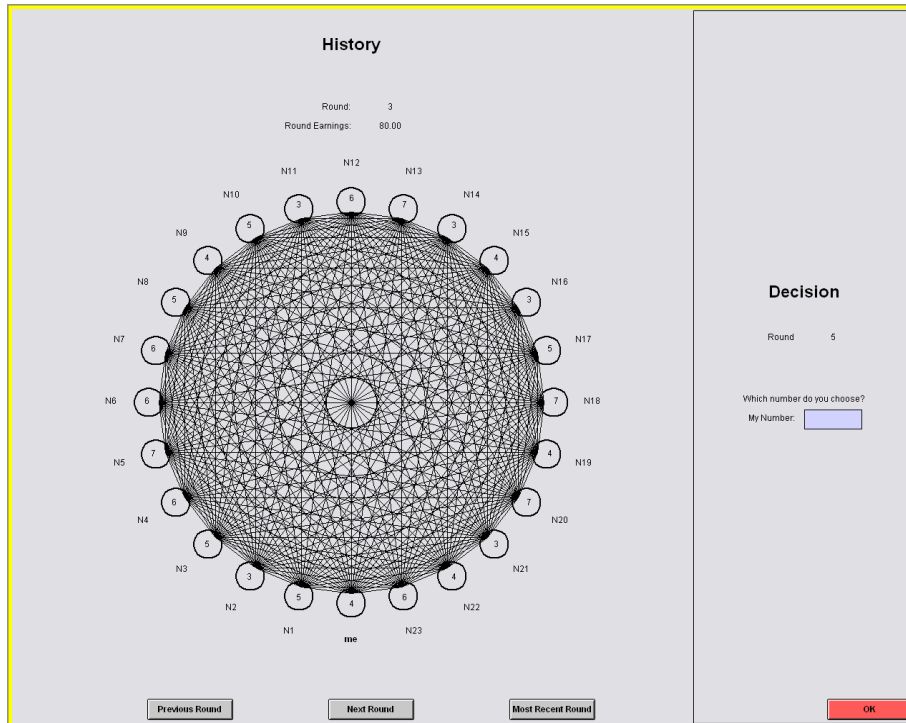 History
Round: 3
Round Earnings: 80.00
N12
N11 N13
6
3 7
N10 N14
5 3
N9 N15
4 4
N8 N16
5 3
Decision
N7 N17
Round 5
6 5
N6 6 7 N18
Which number do you choose?
My Number:
7 4
N5 N19
6 7
N4 N20
5 3
N3 N21
3 4
5 4 6
N2 N22
N1 N23
me
Previous Round Next Round Most Recent Round OK